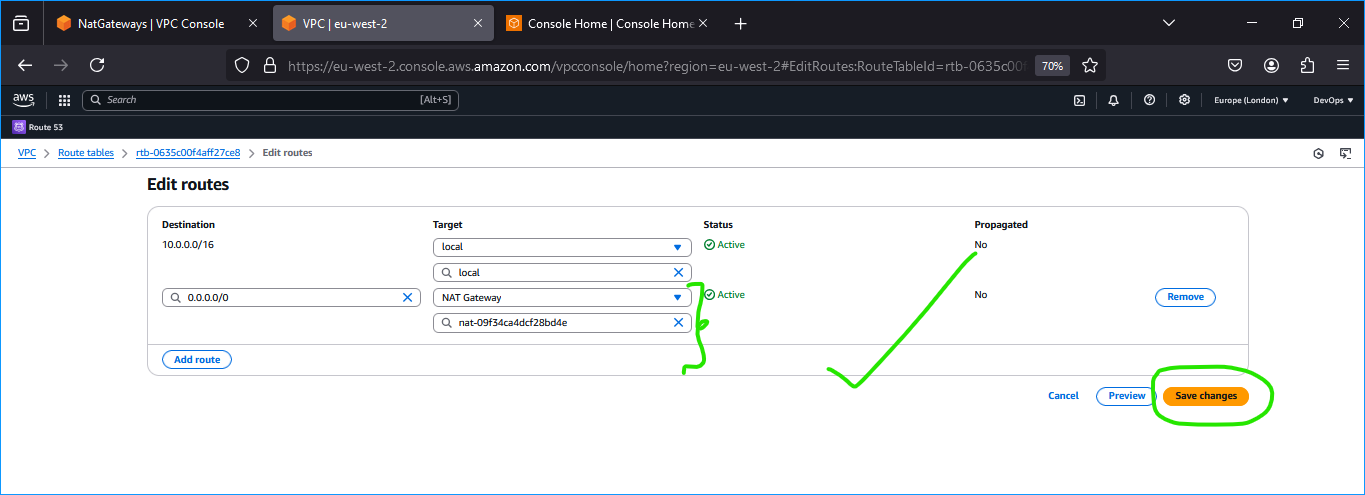 NatGateways | VPC Console
VPC | eu-west-2
Console Home | Console Home
https://eu-west-2.console.aws.amazon.com/vpcconsole/home?region=eu-west-2#EditRoutes:RouteTableId=rtb-0635c00f
70%
aws
Search
[Alt+S]
Europe (London)
DevOps
Route 53
VPC > Route tables > rtb-0635c00f4aff27ce8 > Edit routes
Edit routes
Destination Target Status Propagated
10.0.0.0/16 local Active No
local
0.0.0.0/0 NAT Gateway Active No Remove
nat-09f34ca4dcf28bd4e
Add route
Cancel Preview Save changes